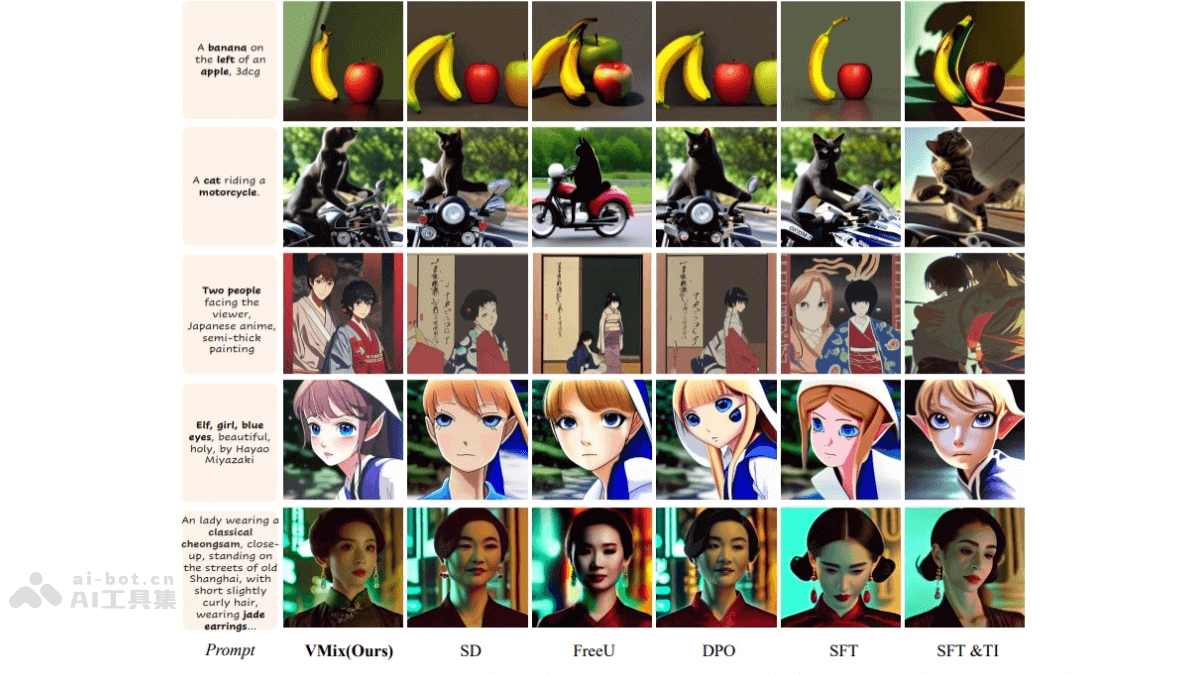 A banana on
the left of an
apple, 3dcg
A cat riding a
motorcycle.
Two people
facing the
viewer,
Japanese anime,
semi-thick
painting
Elf, girl, blue
eyes, beautiful,
holy, by Hayao
Miyazaki
An lady wearing a
classical
cheongsam, close-
up, standing on
the streets of old
Shanghai, with
short slightly
curly hair,
wearing jade
earrings...
ai-bot.cn
AI工具集
Prompt
VMix(Ours)
SD
FreeU
DPO
SFT
SFT &TI